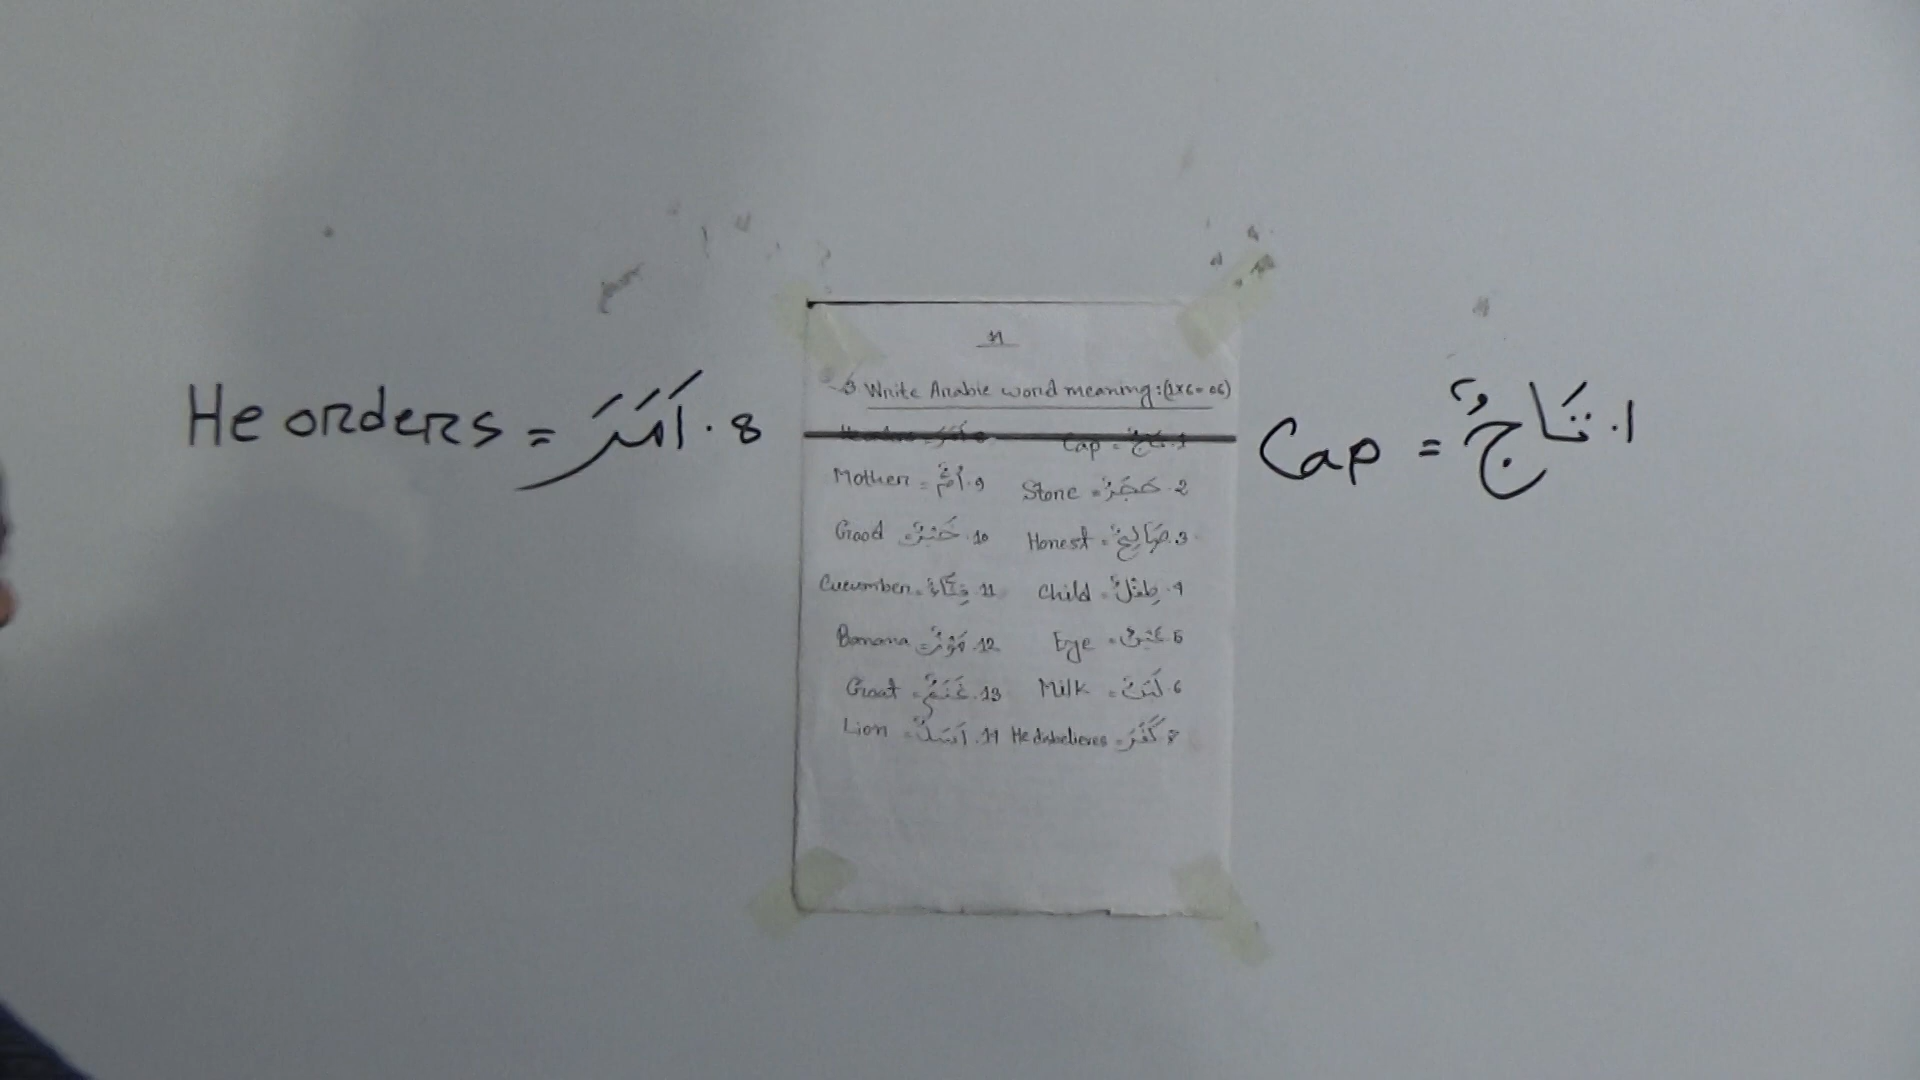 He orders = اَمَرَ .8
Cap = تَاجٌ .1
Write Arabic word meaning:(1x6=06)
Cap = تَاجٌ .1
Mother = اُمٌّ .9
Stone = حَجَرٌ .2
Good = خَيْرٌ .10
Honest = صَالِحٌ .3
Cucumber = قِثَّاءٌ .11
Child = طِفْلٌ .4
Banana = مَوْزٌ .12
Eye = عَيْنٌ .5
Goat = غَنَمٌ .13
Milk = لَبَنٌ .6
Lion = اَسَدٌ .14
He disbelieves = كَفَرَ